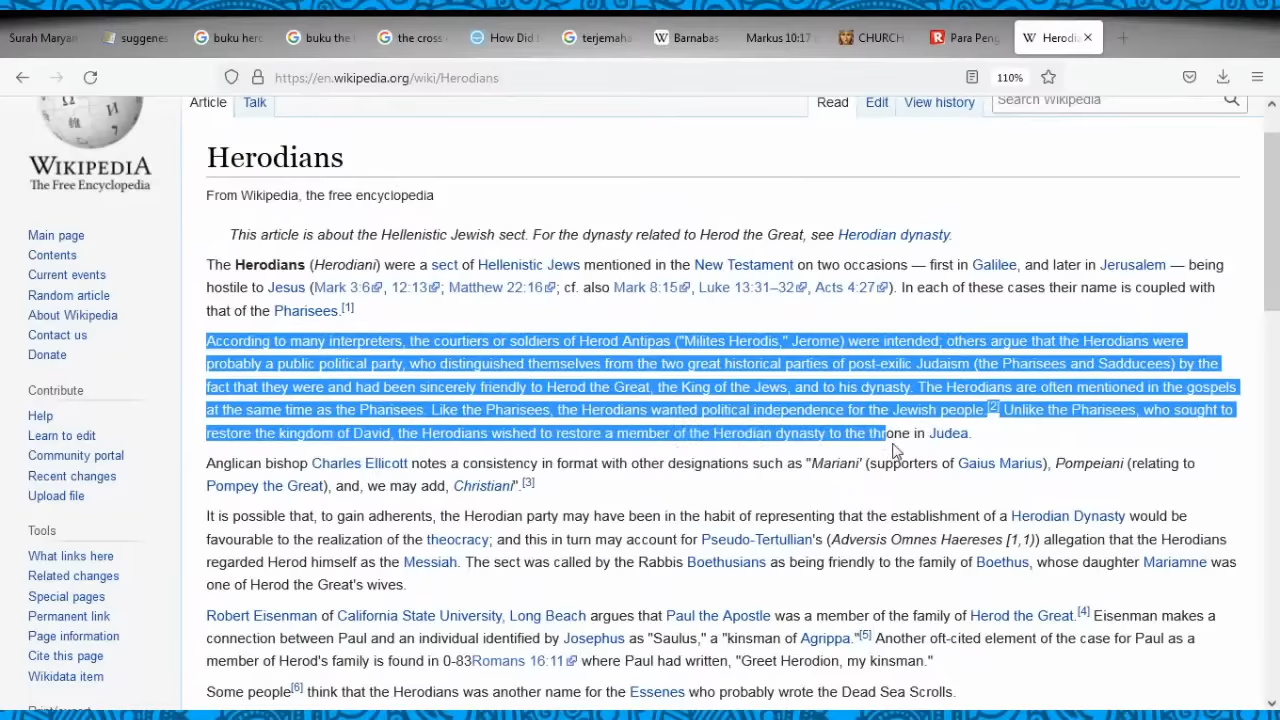 Surah Maryan
suggenes
buku herc
buku the
the cross
How Did
terjemaha
Barnabas
Markus 10:17
CHURCH
Para Peng
Herodia
https://en.wikipedia.org/wiki/Herodians
110%
Article Talk Read Edit View history Search Wikipedia
WIKIPEDIA
The Free Encyclopedia
Main page
Contents
Current events
Random article
About Wikipedia
Contact us
Donate
Contribute
Help
Learn to edit
Community portal
Recent changes
Upload file
Tools
What links here
Related changes
Special pages
Permanent link
Page information
Cite this page
Wikidata item
Herodians
From Wikipedia, the free encyclopedia
This article is about the Hellenistic Jewish sect. For the dynasty related to Herod the Great, see Herodian dynasty.
The Herodians (Herodiani) were a sect of Hellenistic Jews mentioned in the New Testament on two occasions — first in Galilee, and later in Jerusalem — being
hostile to Jesus (Mark 3:6, 12:13; Matthew 22:16; cf. also Mark 8:15, Luke 13:31–32, Acts 4:27). In each of these cases their name is coupled with
that of the Pharisees.[1]
According to many interpreters, the courtiers or soldiers of Herod Antipas ("Milites Herodis," Jerome) were intended; others argue that the Herodians were
probably a public political party, who distinguished themselves from the two great historical parties of post-exilic Judaism (the Pharisees and Sadducees) by the
fact that they were and had been sincerely friendly to Herod the Great, the King of the Jews, and to his dynasty. The Herodians are often mentioned in the gospels
at the same time as the Pharisees. Like the Pharisees, the Herodians wanted political independence for the Jewish people.[2] Unlike the Pharisees, who sought to
restore the kingdom of David, the Herodians wished to restore a member of the Herodian dynasty to the throne in Judea.
Anglican bishop Charles Ellicott notes a consistency in format with other designations such as "Mariani' (supporters of Gaius Marius), Pompeiani (relating to
Pompey the Great), and, we may add, Christiani".[3]
It is possible that, to gain adherents, the Herodian party may have been in the habit of representing that the establishment of a Herodian Dynasty would be
favourable to the realization of the theocracy; and this in turn may account for Pseudo-Tertullian's (Adversis Omnes Haereses [1,1)) allegation that the Herodians
regarded Herod himself as the Messiah. The sect was called by the Rabbis Boethusians as being friendly to the family of Boethus, whose daughter Mariamne was
one of Herod the Great's wives.
Robert Eisenman of California State University, Long Beach argues that Paul the Apostle was a member of the family of Herod the Great.[4] Eisenman makes a
connection between Paul and an individual identified by Josephus as "Saulus," a "kinsman of Agrippa."[5] Another oft-cited element of the case for Paul as a
member of Herod's family is found in 0-83Romans 16:11 where Paul had written, "Greet Herodion, my kinsman."
Some people[6] think that the Herodians was another name for the Essenes who probably wrote the Dead Sea Scrolls.